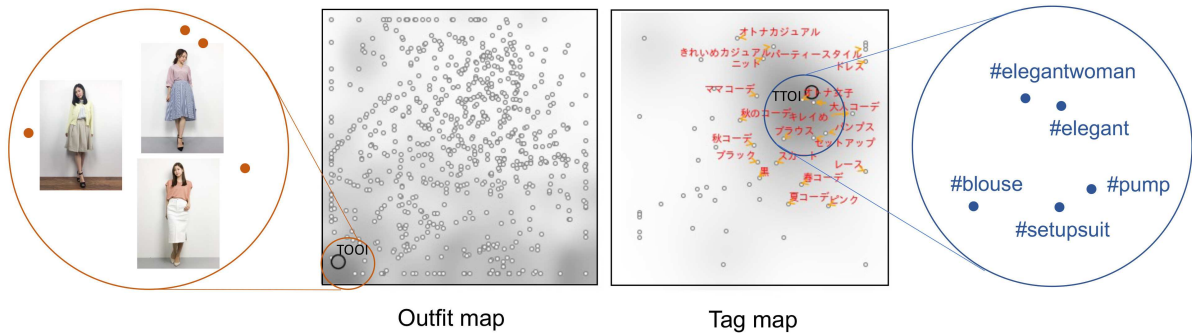 TOOI
オトナカジュアル
きれいめカジュアル
パーティースタイル
ニット
ドレス
ママコーデ
TTOI
大人コーデ
秋のコーデ
キレイめ
ブラウス
パンプス
秋コーデ
セットアップ
ブラック
スカート
レース
黒
春コーデ
夏コーデ
ピンク
#elegantwoman
#elegant
#blouse
#pump
#setupsuit
Outfit map
Tag map